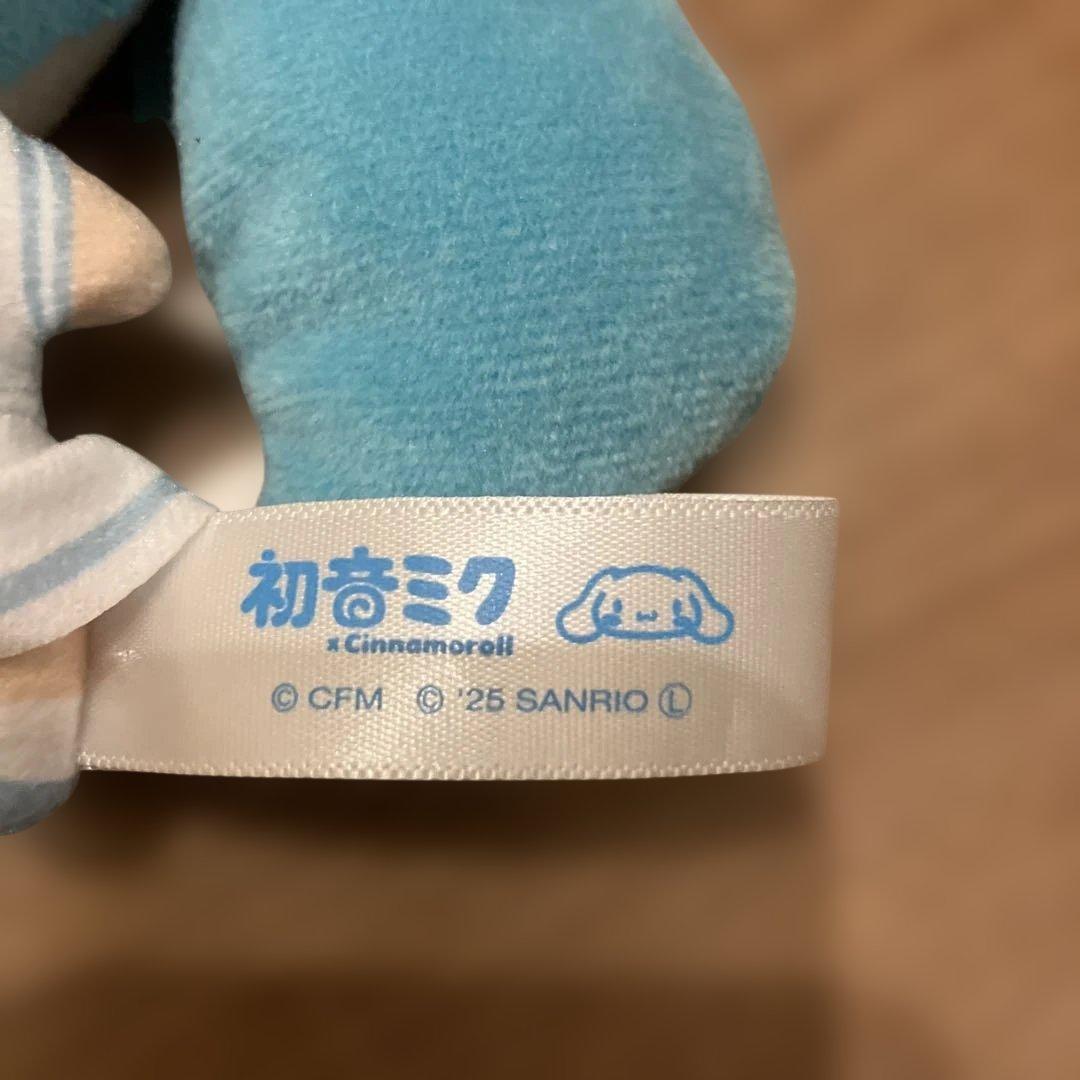 初音ミク
x Cinnamoroll
© CFM © '25 SANRIO Ⓛ